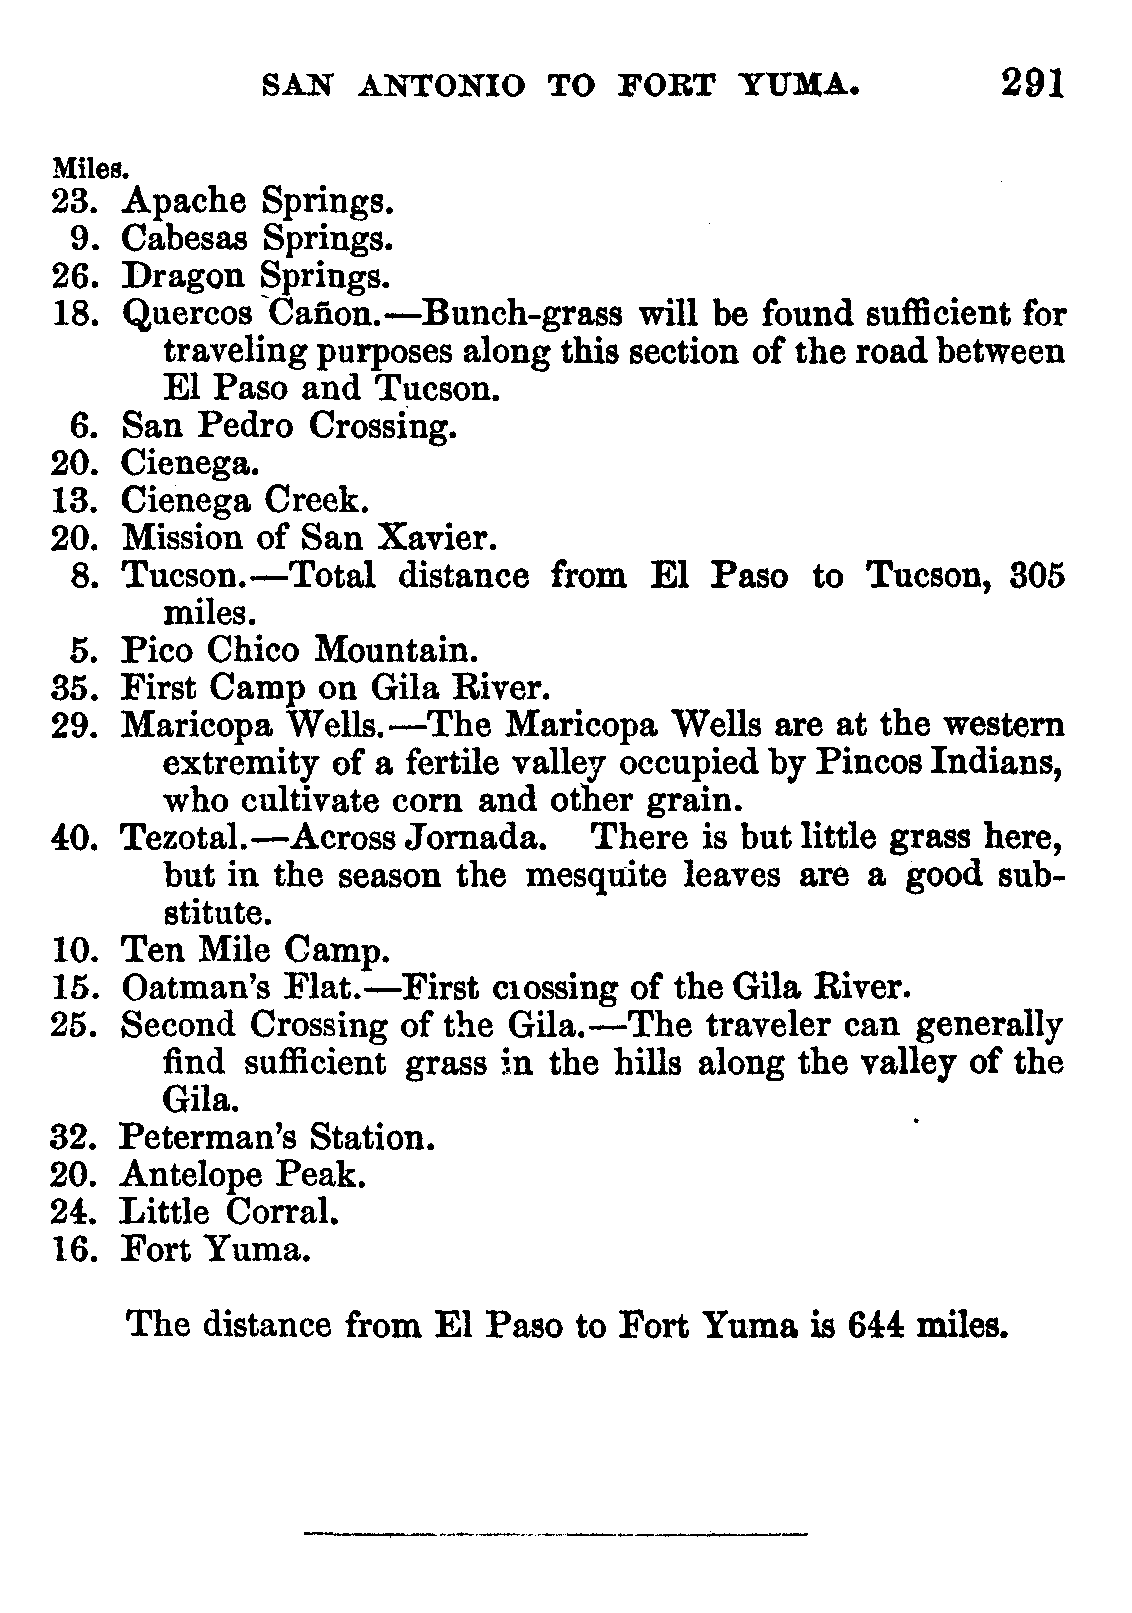 SAN ANTONIO TO FORT YUMA. 291
Miles.
23. Apache Springs.
9. Cabesas Springs.
26. Dragon Springs.
18. Quercos Cañon.—Bunch-grass will be found sufficient for
traveling purposes along this section of the road between
El Paso and Tucson.
6. San Pedro Crossing.
20. Cienega.
13. Cienega Creek.
20. Mission of San Xavier.
8. Tucson.—Total distance from El Paso to Tucson, 305
miles.
5. Pico Chico Mountain.
35. First Camp on Gila River.
29. Maricopa Wells.—The Maricopa Wells are at the western
extremity of a fertile valley occupied by Pincos Indians,
who cultivate corn and other grain.
40. Tezotal.—Across Jornada. There is but little grass here,
but in the season the mesquite leaves are a good sub-
stitute.
10. Ten Mile Camp.
15. Oatman's Flat.—First crossing of the Gila River.
25. Second Crossing of the Gila.—The traveler can generally
find sufficient grass in the hills along the valley of the
Gila.
32. Peterman's Station.
20. Antelope Peak.
24. Little Corral.
16. Fort Yuma.
The distance from El Paso to Fort Yuma is 644 miles.